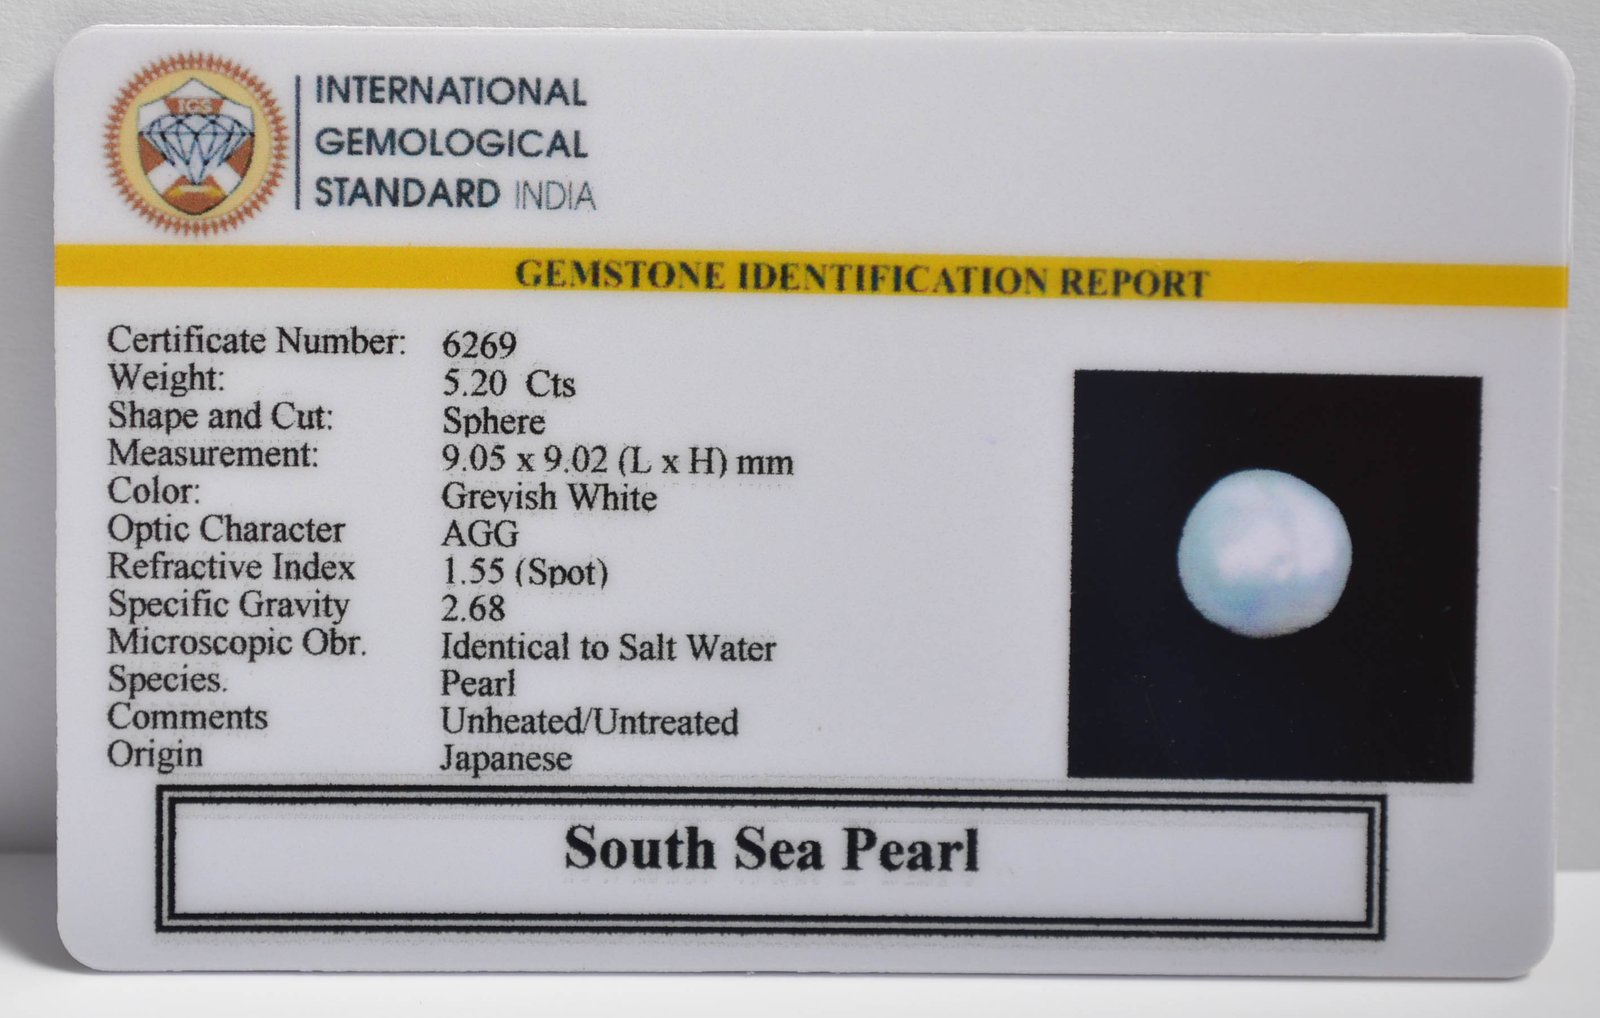 IGS
INTERNATIONAL
GEMOLOGICAL
STANDARD INDIA
GEMSTONE IDENTIFICATION REPORT
Certificate Number: 6269
Weight: 5.20 Cts
Shape and Cut: Sphere
Measurement: 9.05 x 9.02 (L x H) mm
Color: Greyish White
Optic Character AGG
Refractive Index 1.55 (Spot)
Specific Gravity 2.68
Microscopic Obr. Identical to Salt Water
Species. Pearl
Comments Unheated/Untreated
Origin Japanese
South Sea Pearl